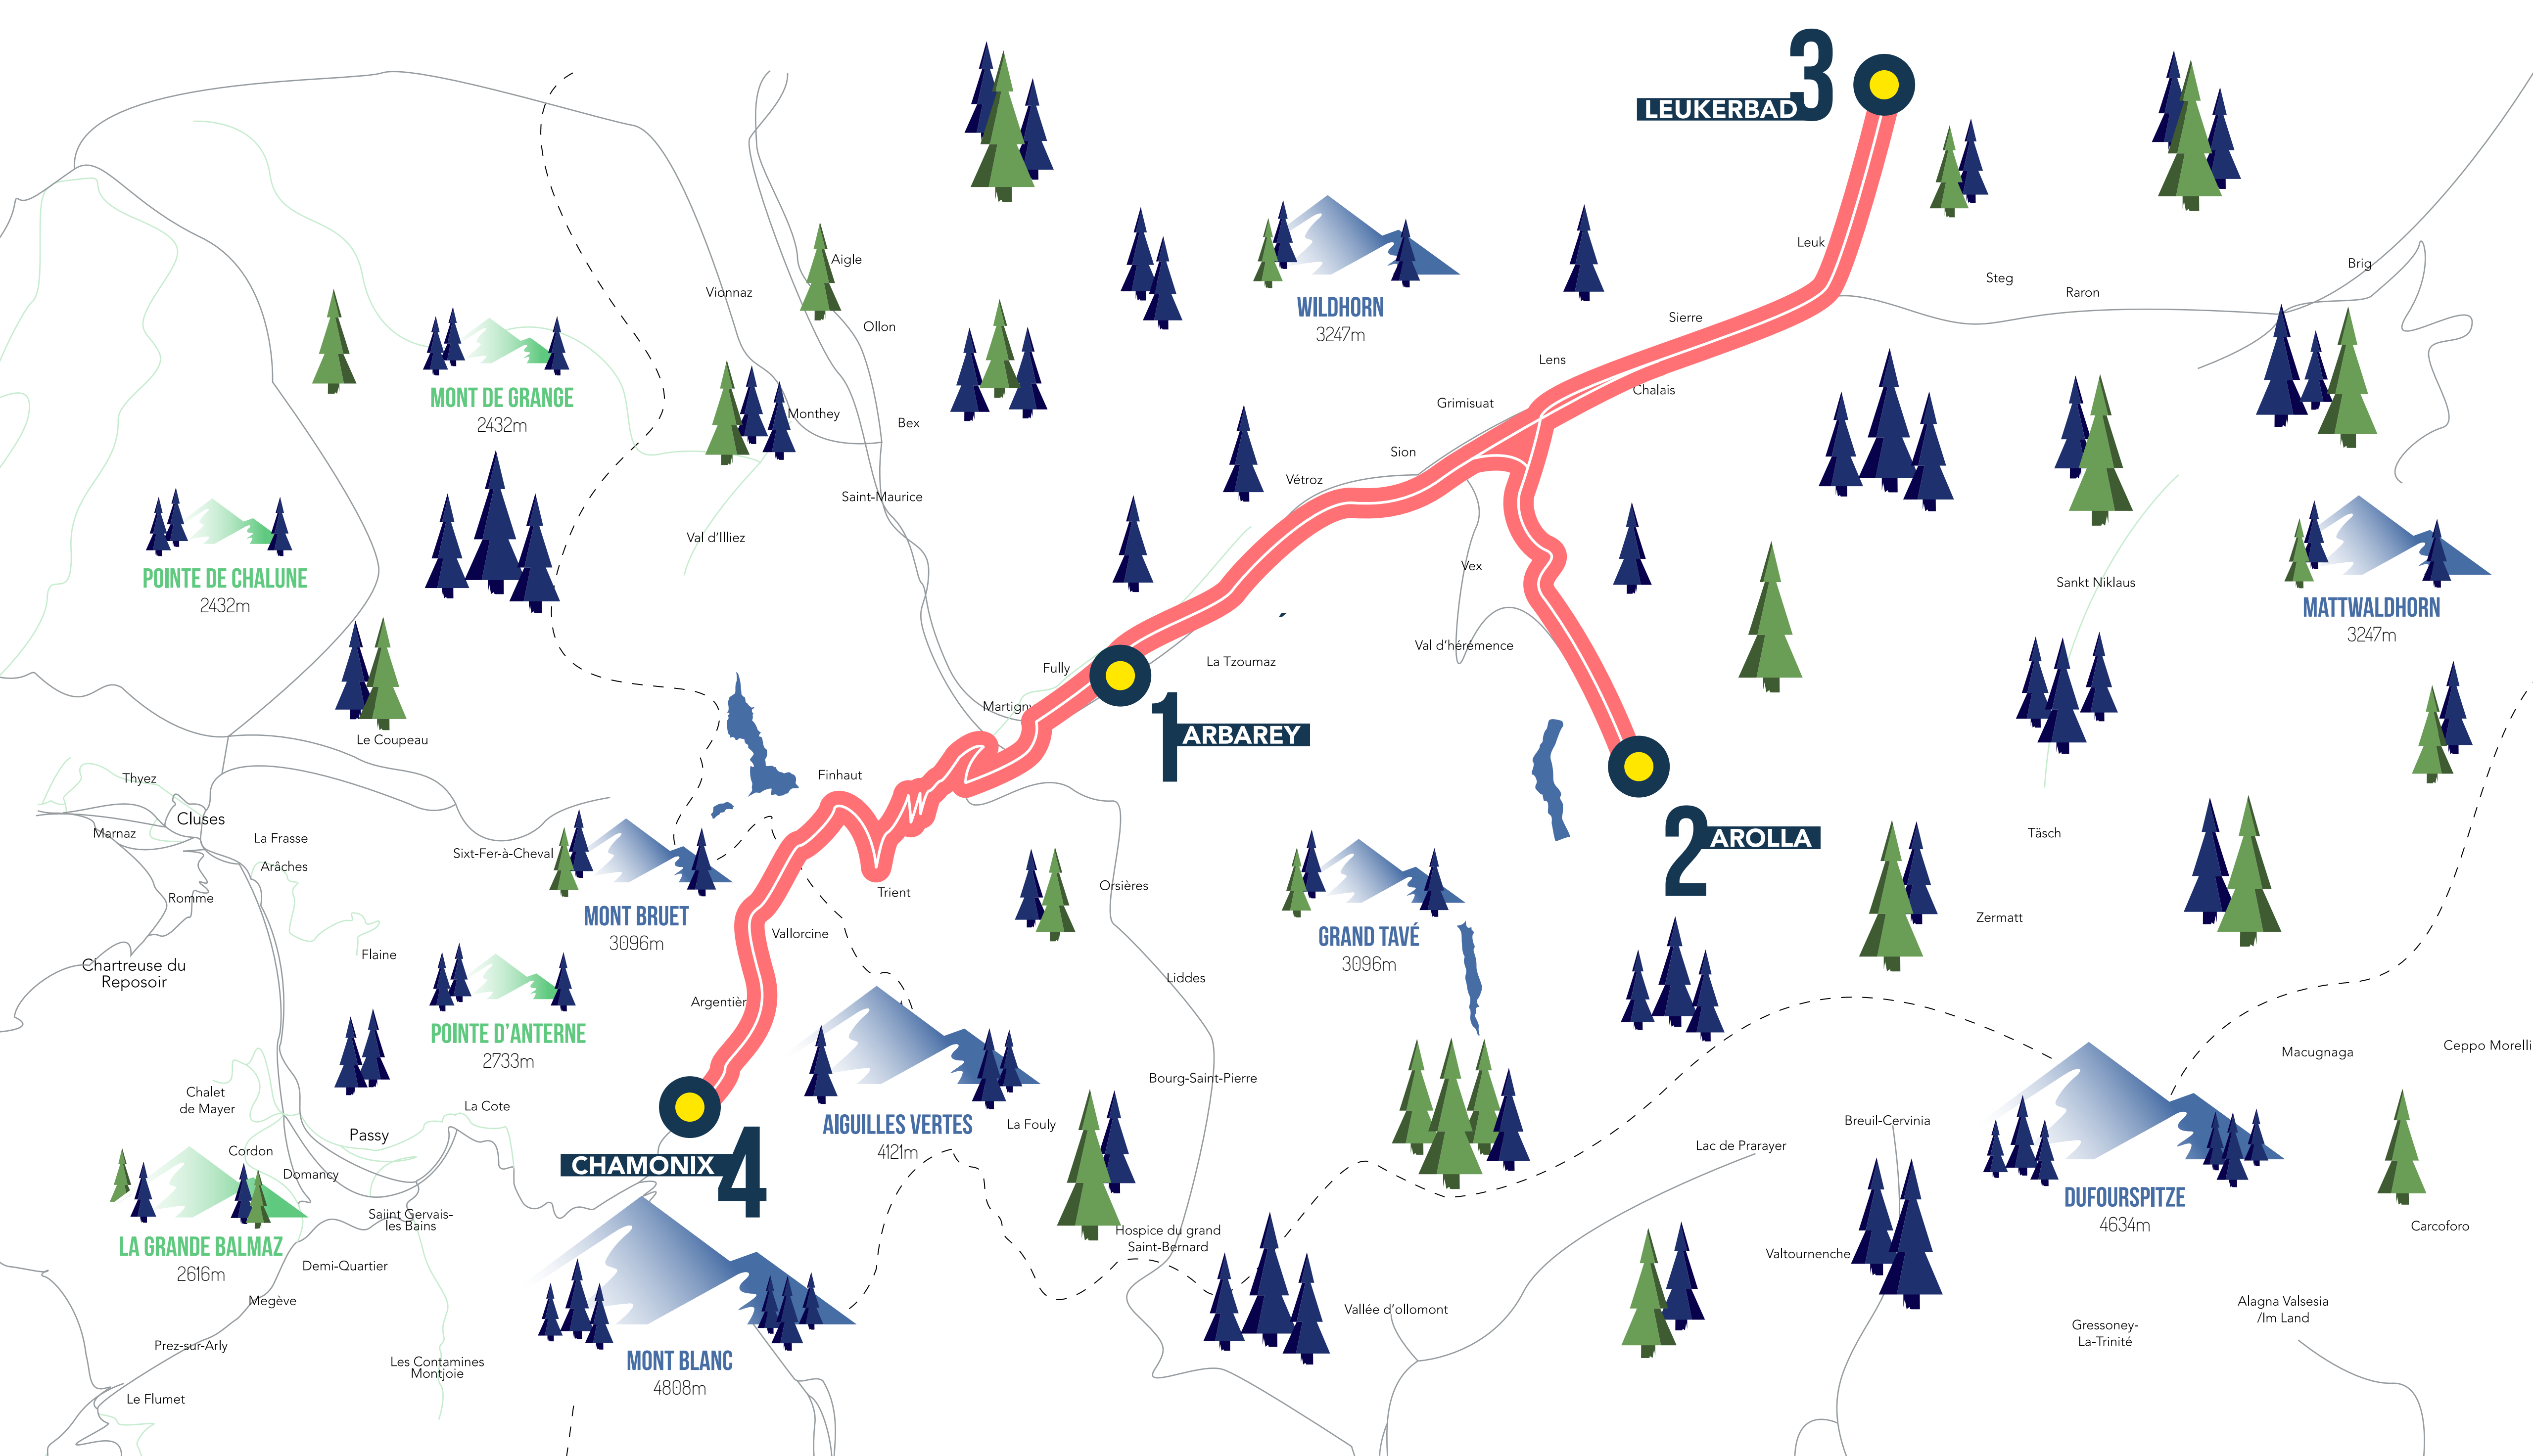 3
LEUKERBAD
Aigle
Leuk
Vionnaz
Steg
Raron
Brig
Ollon
WILDHORN
3247m
Sierre
Lens
MONT DE GRANGE
2432m
Monthey
Bex
Grimisuat
Chalais
Sion
Vétroz
Saint-Maurice
Val d'Illiez
Vex
POINTE DE CHALUNE
2432m
Sankt Niklaus
MATTWALDHORN
3247m
Val d'hérémence
Fully
La Tzoumaz
Martigny
1
ARBAREY
Le Coupeau
Finhaut
Thyez
Cluses
Marnaz
La Frasse
Arâches
Sixt-Fer-à-Cheval
2
AROLLA
Täsch
Trient
Orsières
Romme
MONT BRUET
3096m
Vallorcine
GRAND TAVÉ
3096m
Zermatt
Flaine
Chartreuse du
Reposoir
Liddes
Argentièr
POINTE D'ANTERNE
2733m
Macugnaga
Ceppo Morelli
Chalet
de Mayer
La Cote
Bourg-Saint-Pierre
AIGUILLES VERTES
4121m
La Fouly
Passy
Breuil-Cervinia
Lac de Prarayer
Cordon
Domancy
CHAMONIX
4
DUFOURSPITZE
4634m
Saiint Gervais-
les Bains
Carcoforo
Hospice du grand
Saint-Bernard
LA GRANDE BALMAZ
2616m
Demi-Quartier
Valtournenche
Megève
Vallée d'ollomont
Alagna Valsesia
/Im Land
Gressoney-
La-Trinité
Prez-sur-Arly
Les Contamines
Montjoie
MONT BLANC
4808m
Le Flumet